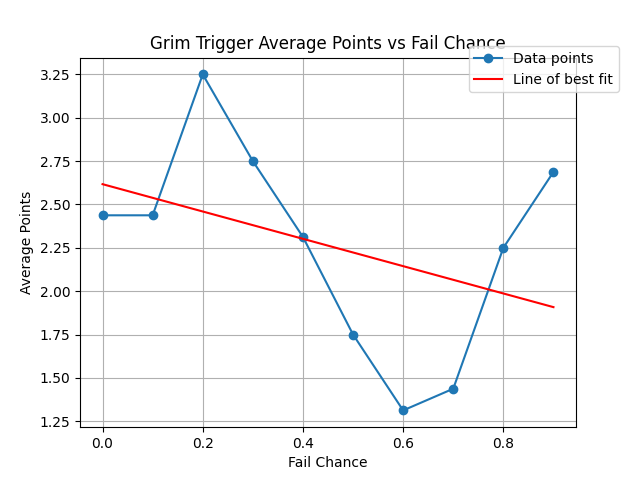 Grim Trigger Average Points vs Fail Chance
Data points
Line of best fit
3.25
3.00
2.75
2.50
2.25
2.00
1.75
1.50
1.25
Average Points
0.0 0.2 0.4 0.6 0.8
Fail Chance